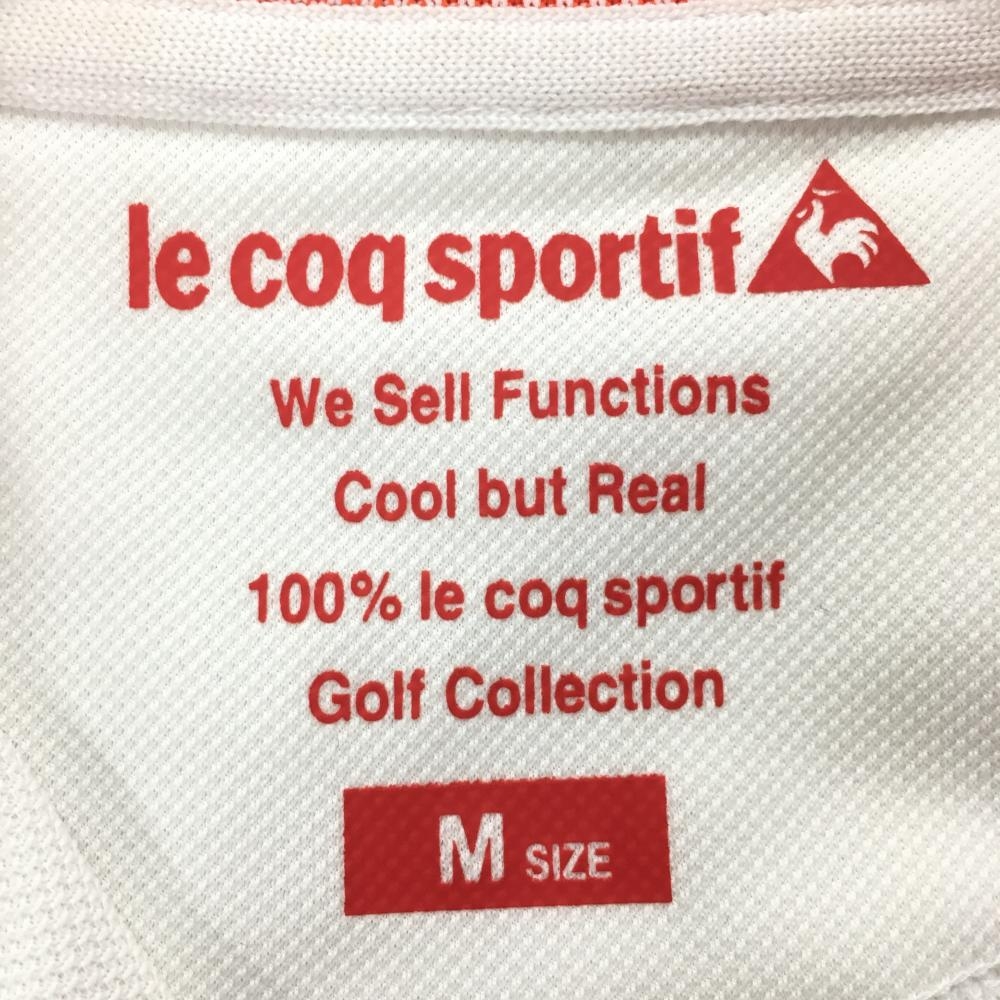 le coq sportif
We Sell Functions
Cool but Real
100% le coq sportif
Golf Collection
M SIZE